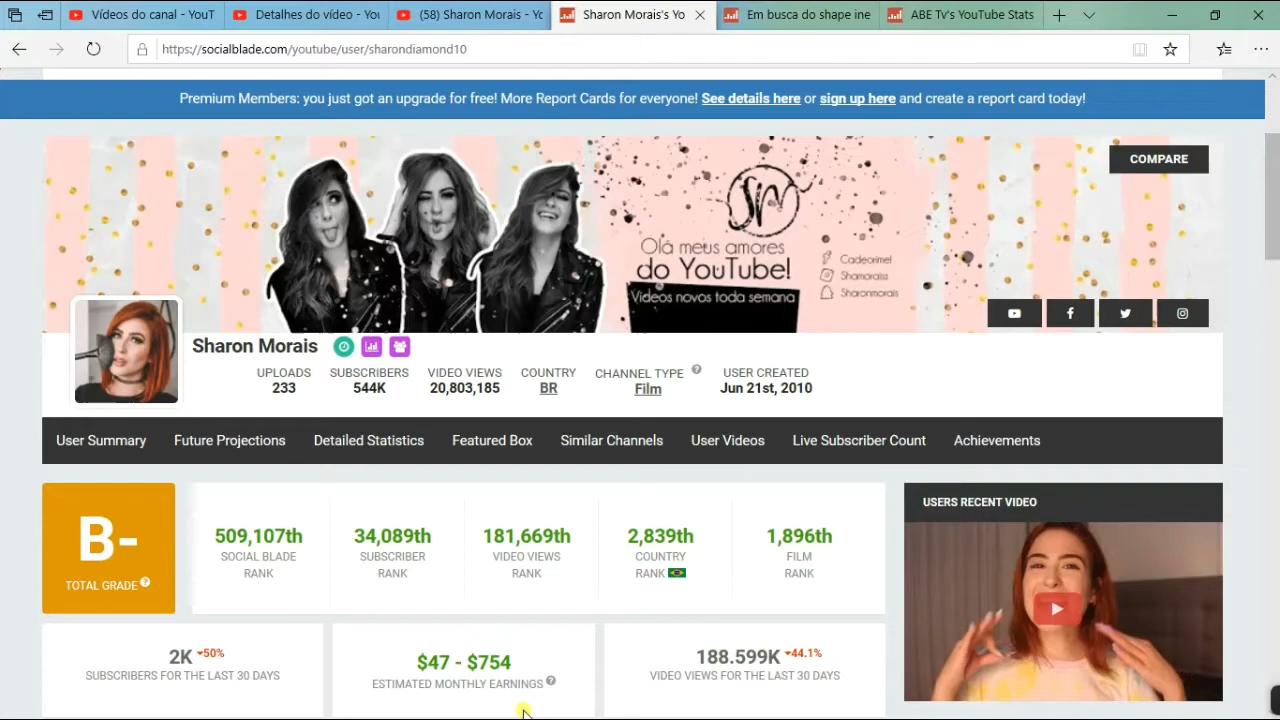 Vídeos do canal - YouT
Detalhes do vídeo - You
(58) Sharon Morais - Yo
Sharon Morais's Yo
Em busca do shape ine
ABE Tv's YouTube Stats
https://socialblade.com/youtube/user/sharondiamond10
Premium Members: you just got an upgrade for free! More Report Cards for everyone! See details here or sign up here and create a report card today!
COMPARE
SM
Olá meus amores
do YouTube!
Vídeos novos toda semana
Cadeorimel
Shamoraiss
Sharonmorais
Sharon Morais
UPLOADS
233
SUBSCRIBERS
544K
VIDEO VIEWS
20,803,185
COUNTRY
BR
CHANNEL TYPE ?
Film
USER CREATED
Jun 21st, 2010
User Summary
Future Projections
Detailed Statistics
Featured Box
Similar Channels
User Videos
Live Subscriber Count
Achievements
B-
TOTAL GRADE ?
509,107th
SOCIAL BLADE
RANK
34,089th
SUBSCRIBER
RANK
181,669th
VIDEO VIEWS
RANK
2,839th
COUNTRY
RANK
1,896th
FILM
RANK
USERS RECENT VIDEO
2K -50%
SUBSCRIBERS FOR THE LAST 30 DAYS
$47 - $754
ESTIMATED MONTHLY EARNINGS ?
188.599K -44.1%
VIDEO VIEWS FOR THE LAST 30 DAYS